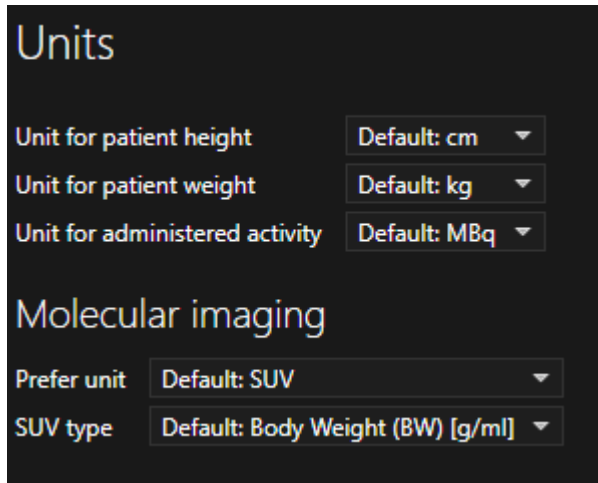 Units
Unit for patient height Default: cm
Unit for patient weight Default: kg
Unit for administered activity Default: MBq
Molecular imaging
Prefer unit Default: SUV
SUV type Default: Body Weight (BW) [g/ml]